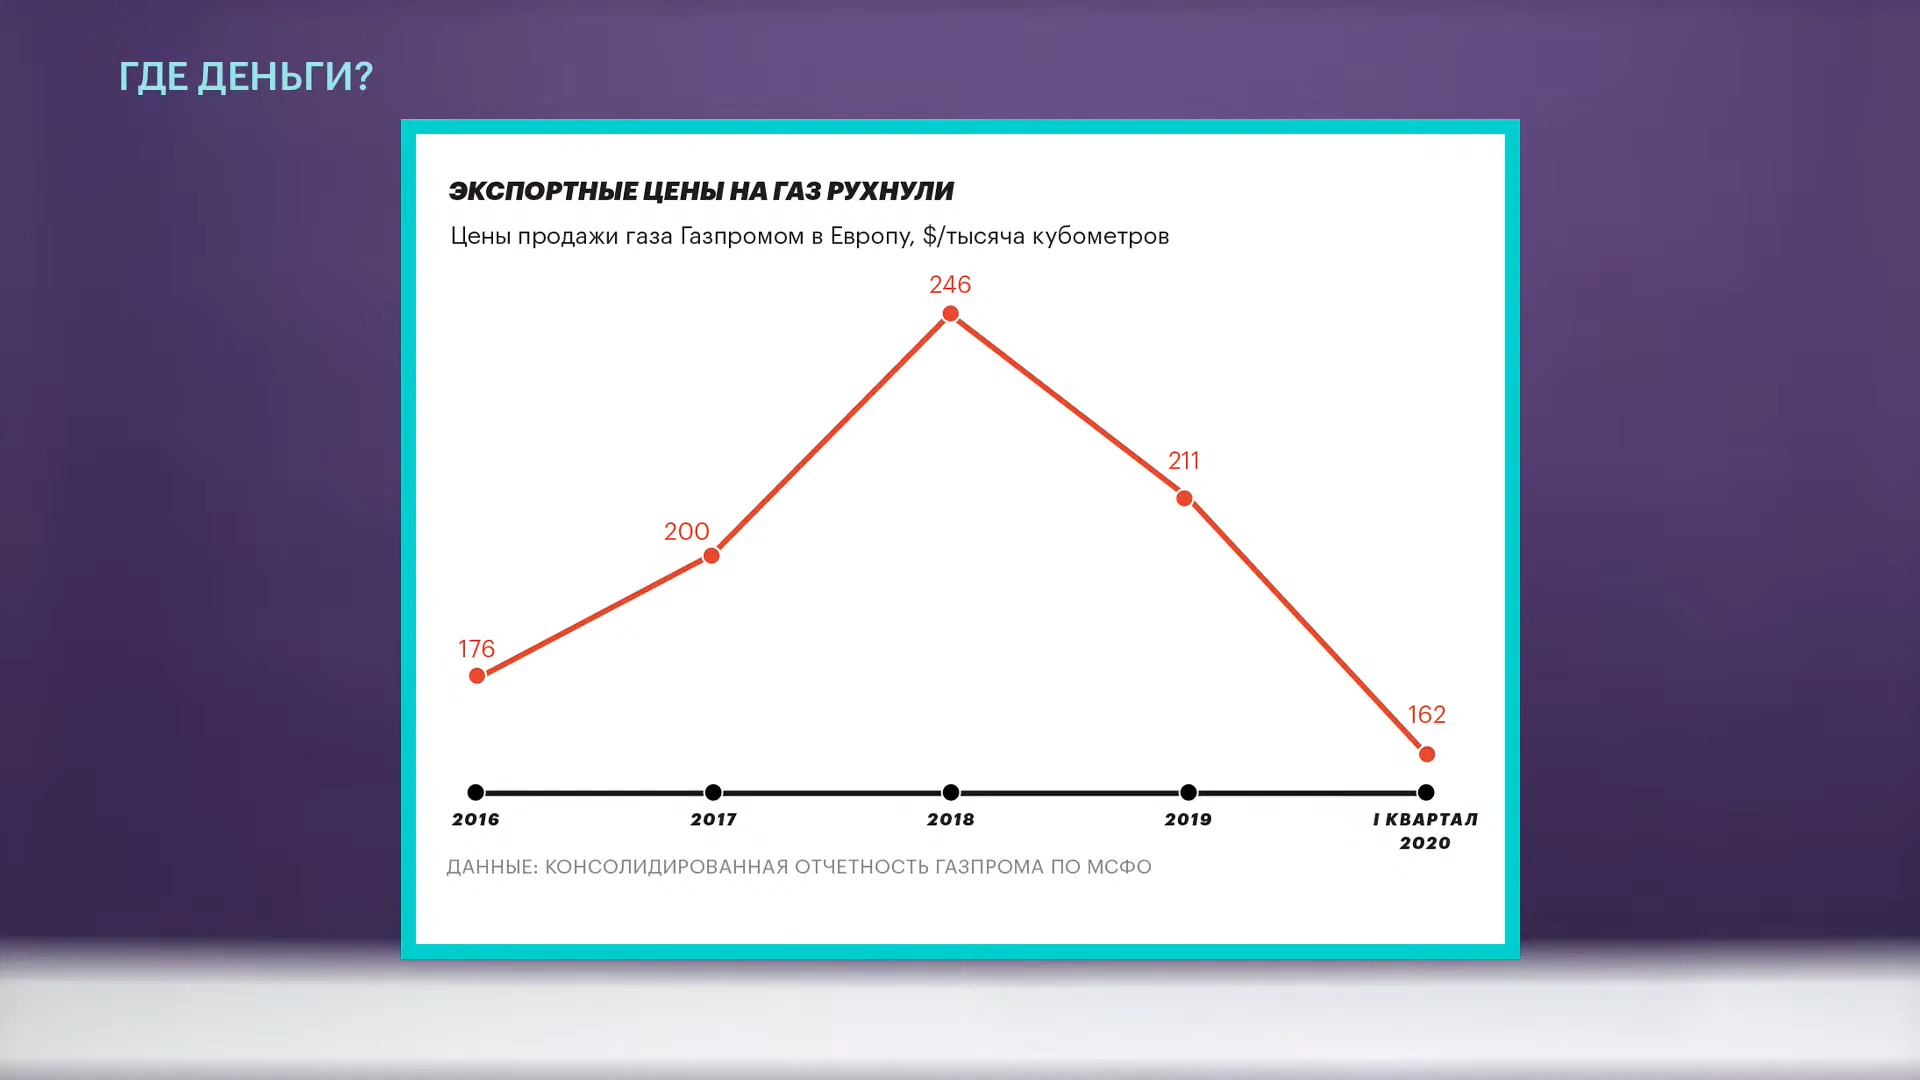 ГДЕ ДЕНЬГИ?
ЭКСПОРТНЫЕ ЦЕНЫ НА ГАЗ РУХНУЛИ
Цены продажи газа Газпромом в Европу, $/тысяча кубометров
246
211
200
176
162
2016 2017 2018 2019 I КВАРТАЛ
2020
ДАННЫЕ: КОНСОЛИДИРОВАННАЯ ОТЧЕТНОСТЬ ГАЗПРОМА ПО МСФО